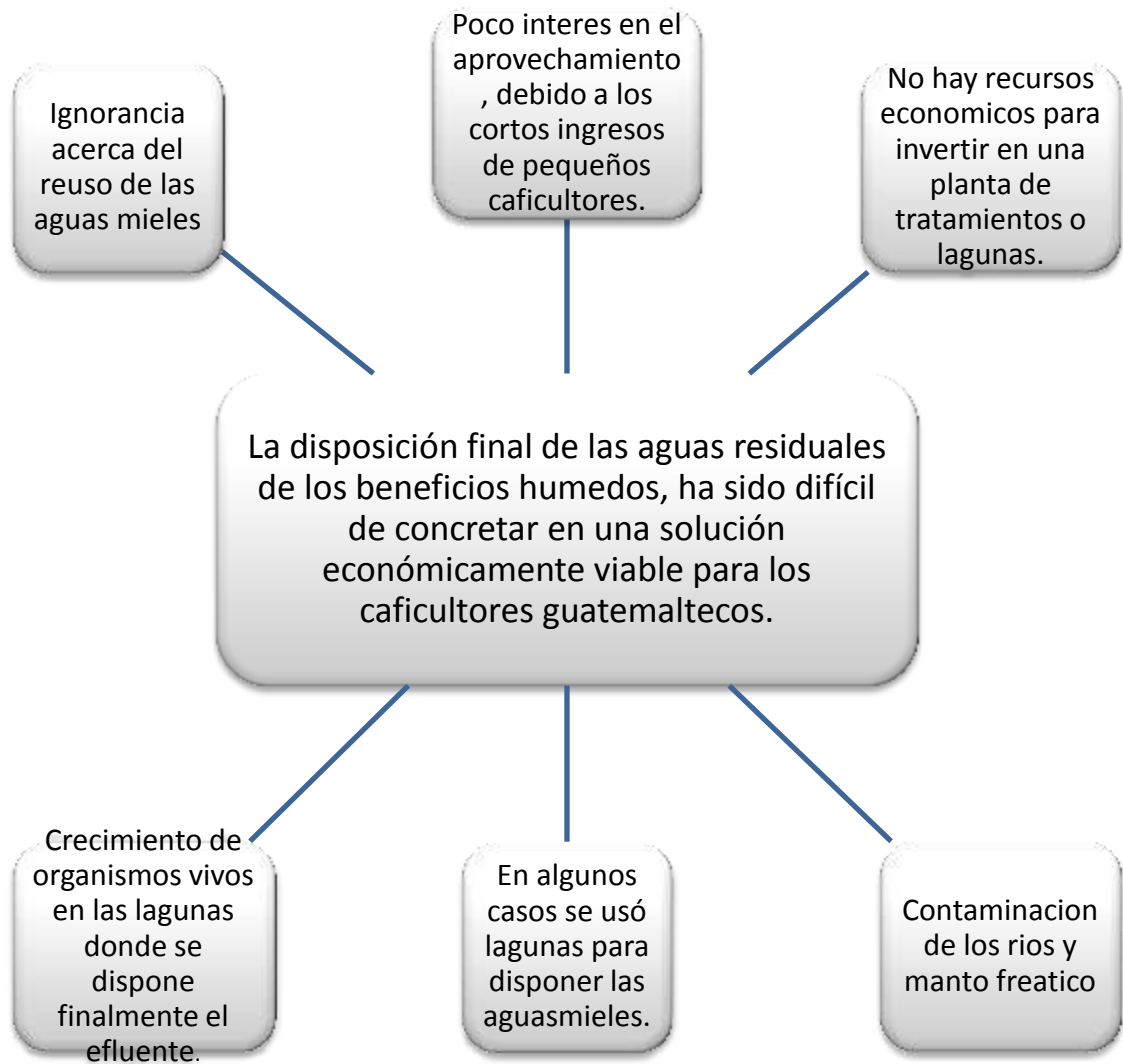 Ignorancia
acerca del
reuso de las
aguas mieles
Poco interes en el
aprovechamiento
, debido a los
cortos ingresos
de pequeños
caficultores.
No hay recursos
economicos para
invertir en una
planta de
tratamientos o
lagunas.
La disposición final de las aguas residuales
de los beneficios humedos, ha sido difícil
de concretar en una solución
económicamente viable para los
caficultores guatemaltecos.
Crecimiento de
organismos vivos
en las lagunas
donde se
dispone
finalmente el
efluente.
En algunos
casos se usó
lagunas para
disponer las
aguasmieles.
Contaminacion
de los rios y
manto freatico